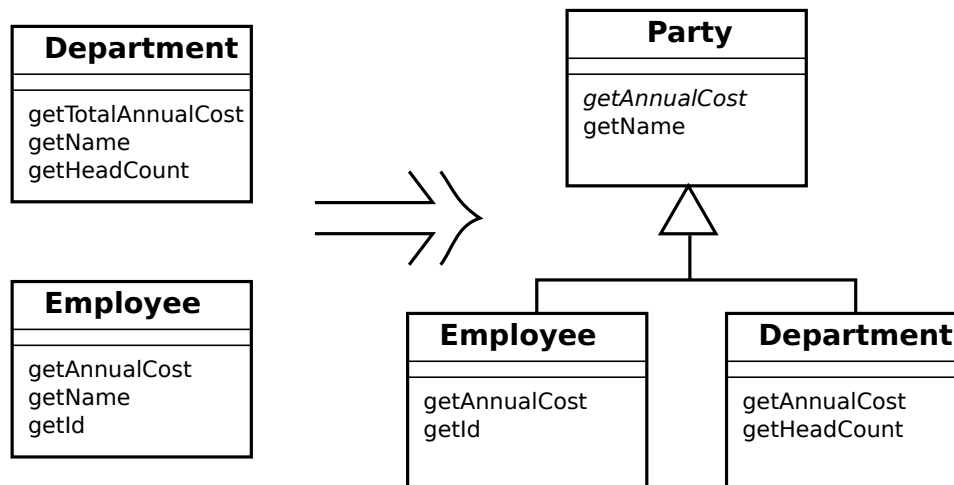 Department
getTotalAnnualCost
getName
getHeadCount
Employee
getAnnualCost
getName
getId
Party
getAnnualCost
getName
Employee
getAnnualCost
getId
Department
getAnnualCost
getHeadCount